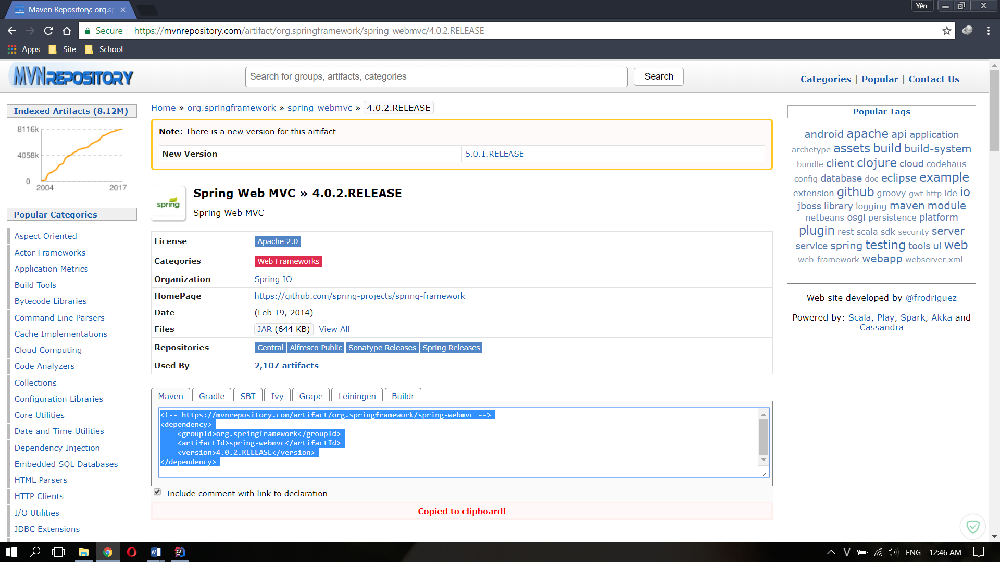 Maven Repository: org.sp
Yên
Secure
https://mvnrepository.com/artifact/org.springframework/spring-webmvc/4.0.2.RELEASE
Apps
Site
School
MVNREPOSITORY
Search for groups, artifacts, categories
Search
Categories | Popular | Contact Us
Indexed Artifacts (8.12M)
8116k
4058k
0
2004
2017
Popular Categories
Aspect Oriented
Actor Frameworks
Application Metrics
Build Tools
Bytecode Libraries
Command Line Parsers
Cache Implementations
Cloud Computing
Code Analyzers
Collections
Configuration Libraries
Core Utilities
Date and Time Utilities
Dependency Injection
Embedded SQL Databases
HTML Parsers
HTTP Clients
I/O Utilities
JDBC Extensions
Home » org.springframework » spring-webmvc » 4.0.2.RELEASE
Note: There is a new version for this artifact
New Version
5.0.1.RELEASE
spring
Spring Web MVC » 4.0.2.RELEASE
Spring Web MVC
License
Apache 2.0
Categories
Web Frameworks
Organization
Spring IO
HomePage
https://github.com/spring-projects/spring-framework
Date
(Feb 19, 2014)
Files
JAR (644 KB) View All
Repositories
Central Alfresco Public Sonatype Releases Spring Releases
Used By
2,107 artifacts
Maven
Gradle
SBT
Ivy
Grape
Leiningen
Buildr
<!-- https://mvnrepository.com/artifact/org.springframework/spring-webmvc -->
<dependency>
<groupId>org.springframework</groupId>
<artifactId>spring-webmvc</artifactId>
<version>4.0.2.RELEASE</version>
</dependency>
Include comment with link to declaration
Copied to clipboard!
Popular Tags
android apache api application
archetype assets build build-system
bundle client clojure cloud codehaus
config database doc eclipse example
extension github groovy gwt http ide io
jboss library logging maven module
netbeans osgi persistence platform
plugin rest scala sdk security server
service spring testing tools ui web
web-framework webapp webserver xml
Web site developed by @frodriguez
Powered by: Scala, Play, Spark, Akka and
Cassandra
V
ENG
12:46 AM